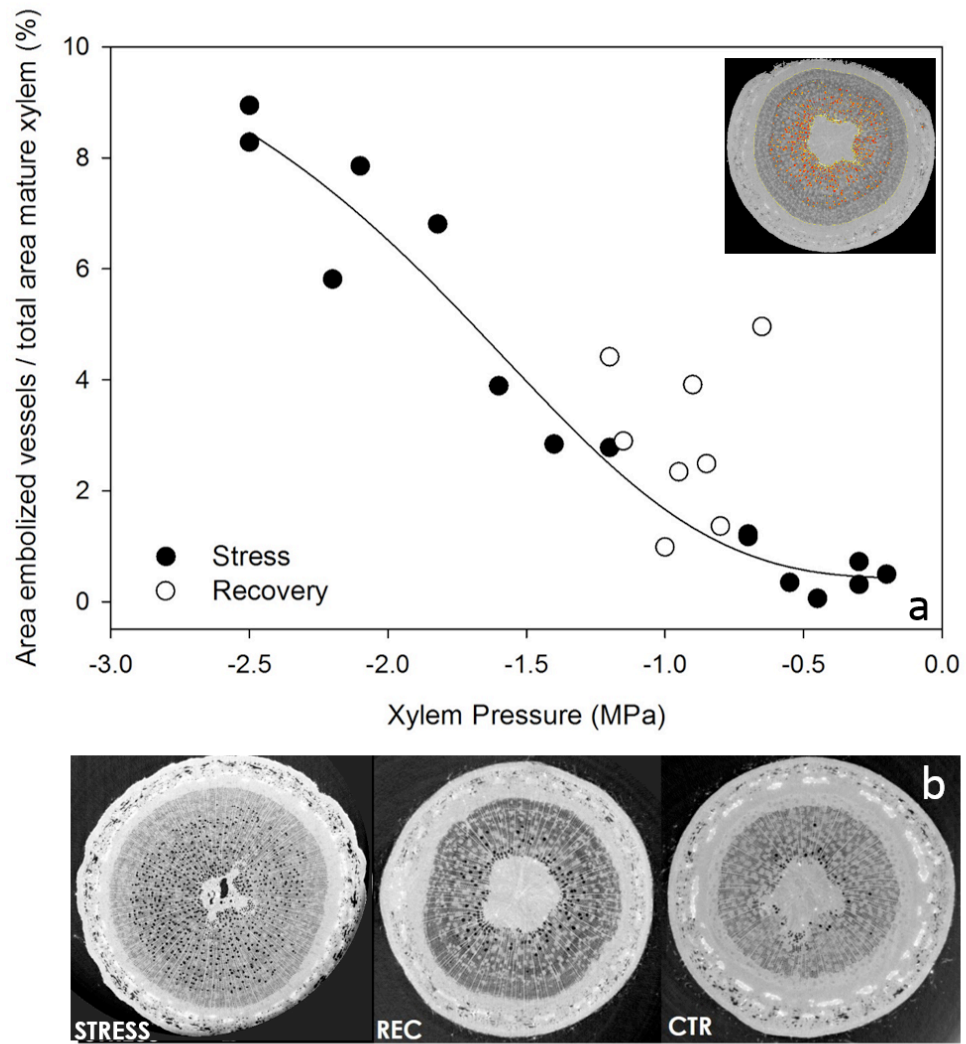 Area embolized vessels / total area mature xylem (%)
10
8
6
4
2
0
Stress
Recovery
a
-3.0 -2.5 -2.0 -1.5 -1.0 -0.5 0.0
Xylem Pressure (MPa)
b
STRESS REC CTR